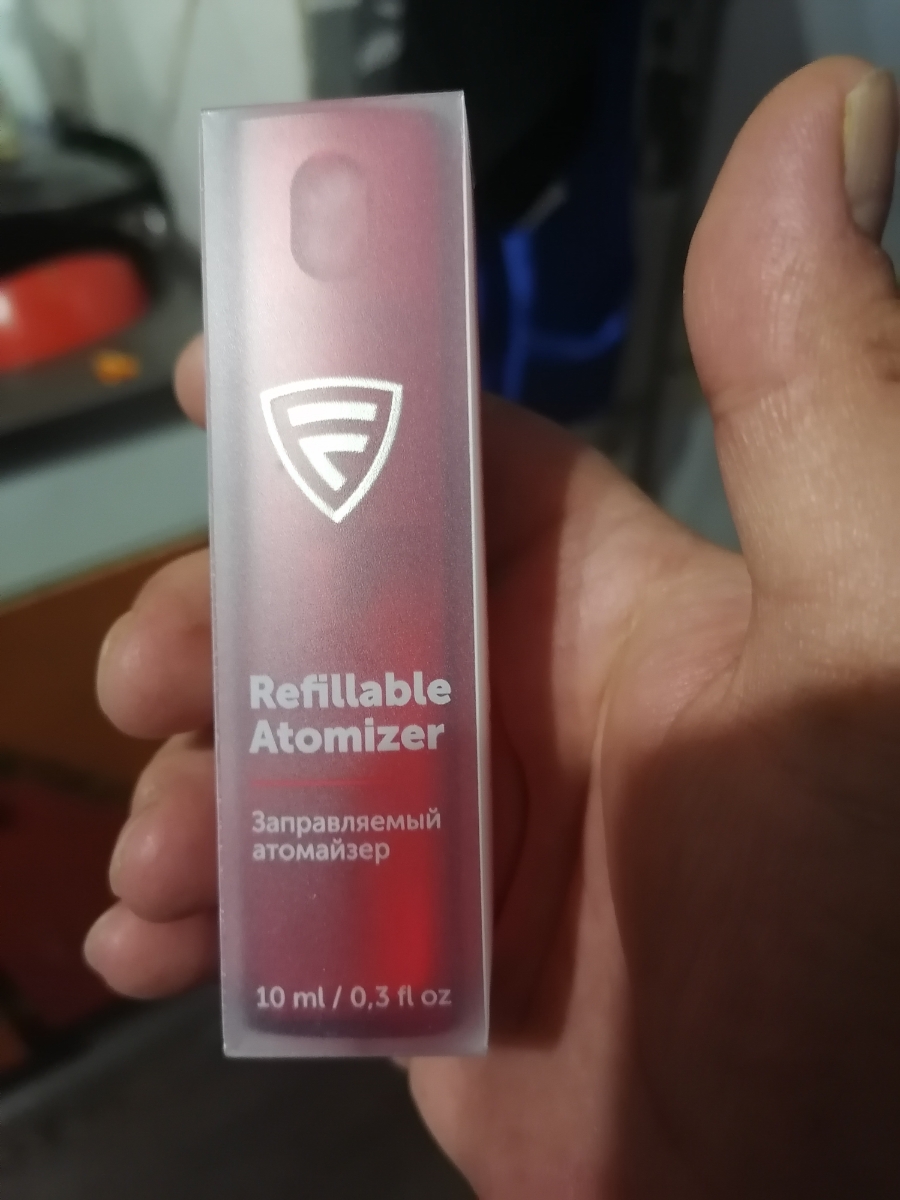 Refillable
Atomizer
Заправляемый
атомайзер
10 ml / 0,3 fl oz